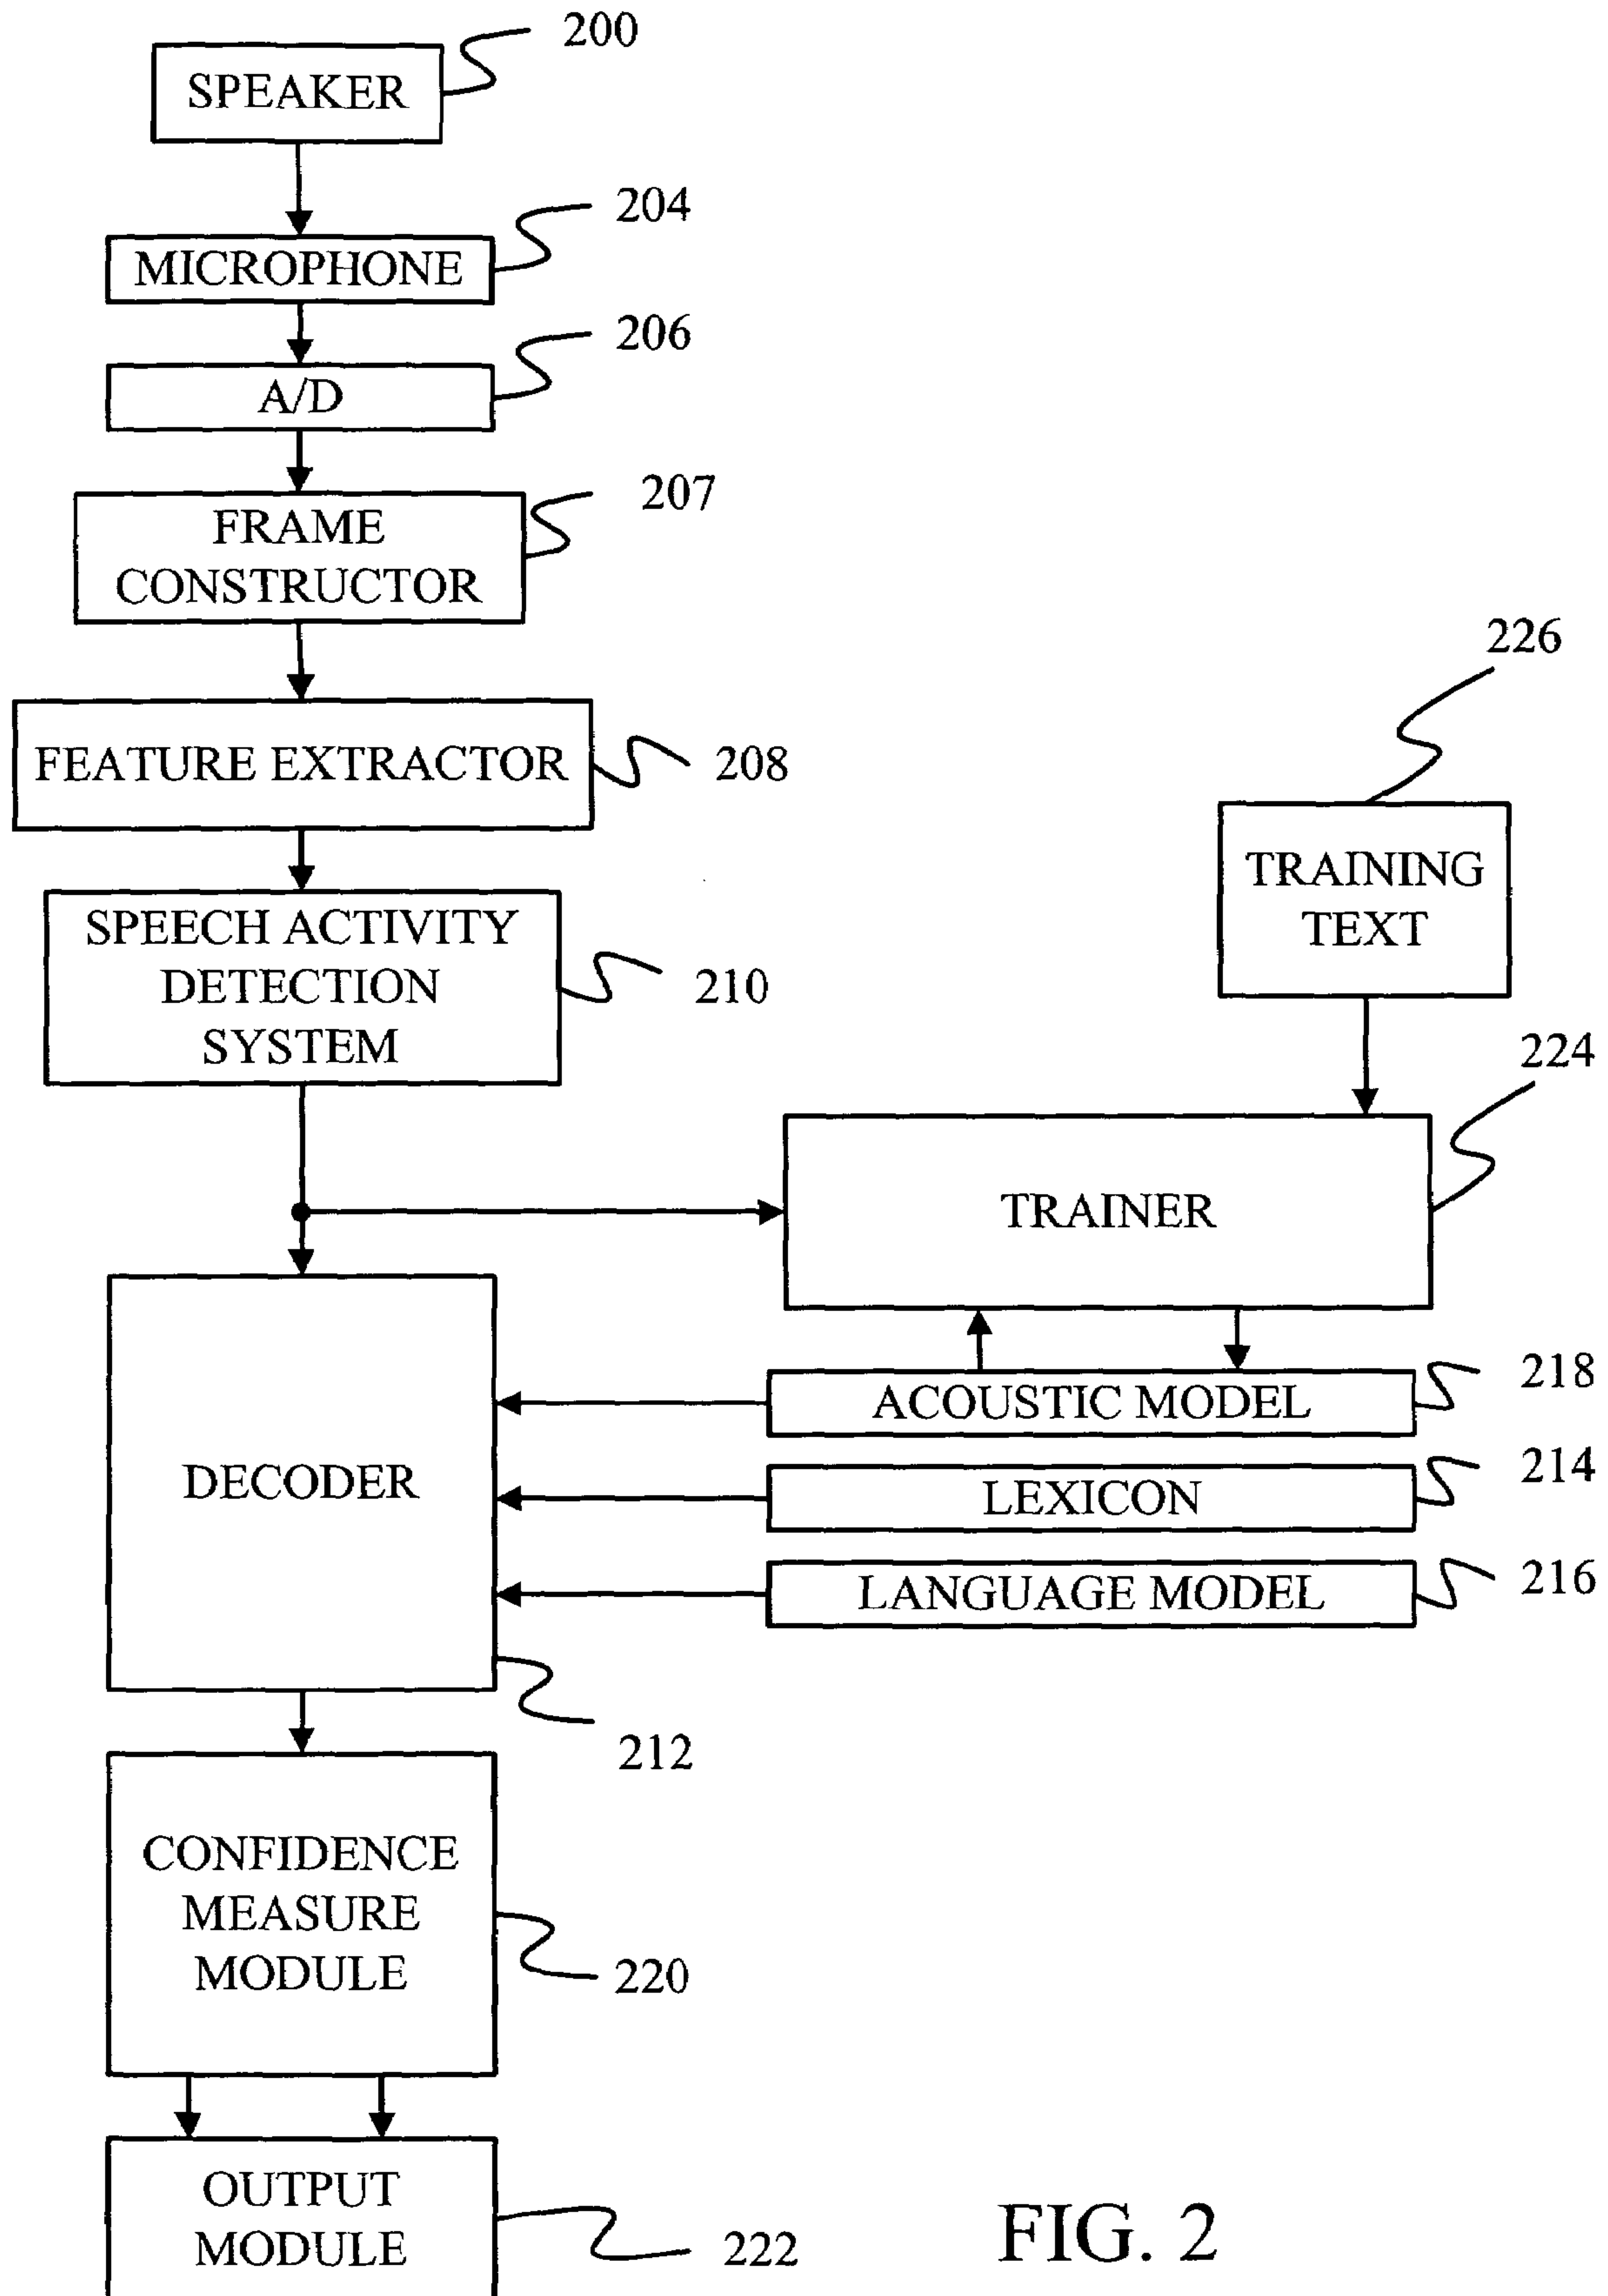 200
SPEAKER
204
MICROPHONE
206
A/D
207
FRAME
CONSTRUCTOR
226
FEATURE EXTRACTOR
208
TRAINING
TEXT
SPEECH ACTIVITY
DETECTION
SYSTEM
210
224
TRAINER
218
ACOUSTIC MODEL
214
LEXICON
DECODER
216
LANGUAGE MODEL
212
CONFIDENCE
MEASURE
MODULE
220
OUTPUT
MODULE
222
FIG. 2